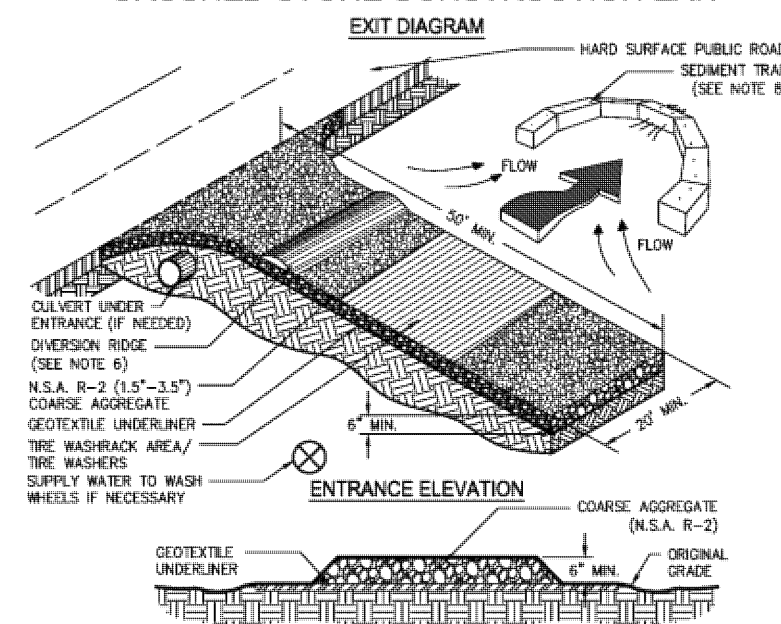 EXIT DIAGRAM
HARD SURFACE PUBLIC ROAD
SEDIMENT
(SEE NOTE 8
FLOW
50' MIN.
FLOW
CULVERT UNDER
ENTRANCE (IF NEEDED)
DIVERSION RIDGE
(SEE NOTE 6)
N.S.A. R-2 (1.5"-3.5")
COARSE AGGREGATE
GEOTEXTILE UNDERLINER
TIRE WASHRACK AREA/
TIRE WASHERS
SUPPLY WATER TO WASH
WHEELS IF NECESSARY
6" MIN.
20' MIN.
ENTRANCE ELEVATION
COARSE AGGREGATE
(N.S.A. R-2)
GEOTEXTILE
UNDERLINER
6" MIN.
ORIGINAL
GRADE